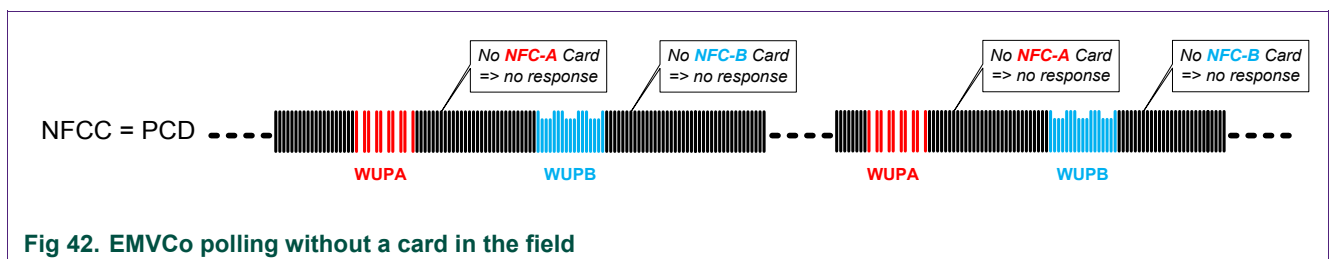 No NFC-A Card
=> no response
No NFC-B Card
=> no response
No NFC-A Card
=> no response
No NFC-B Card
=> no response
NFCC = PCD
WUPA
WUPB
WUPA
WUPB
Fig 42. EMVCo polling without a card in the field